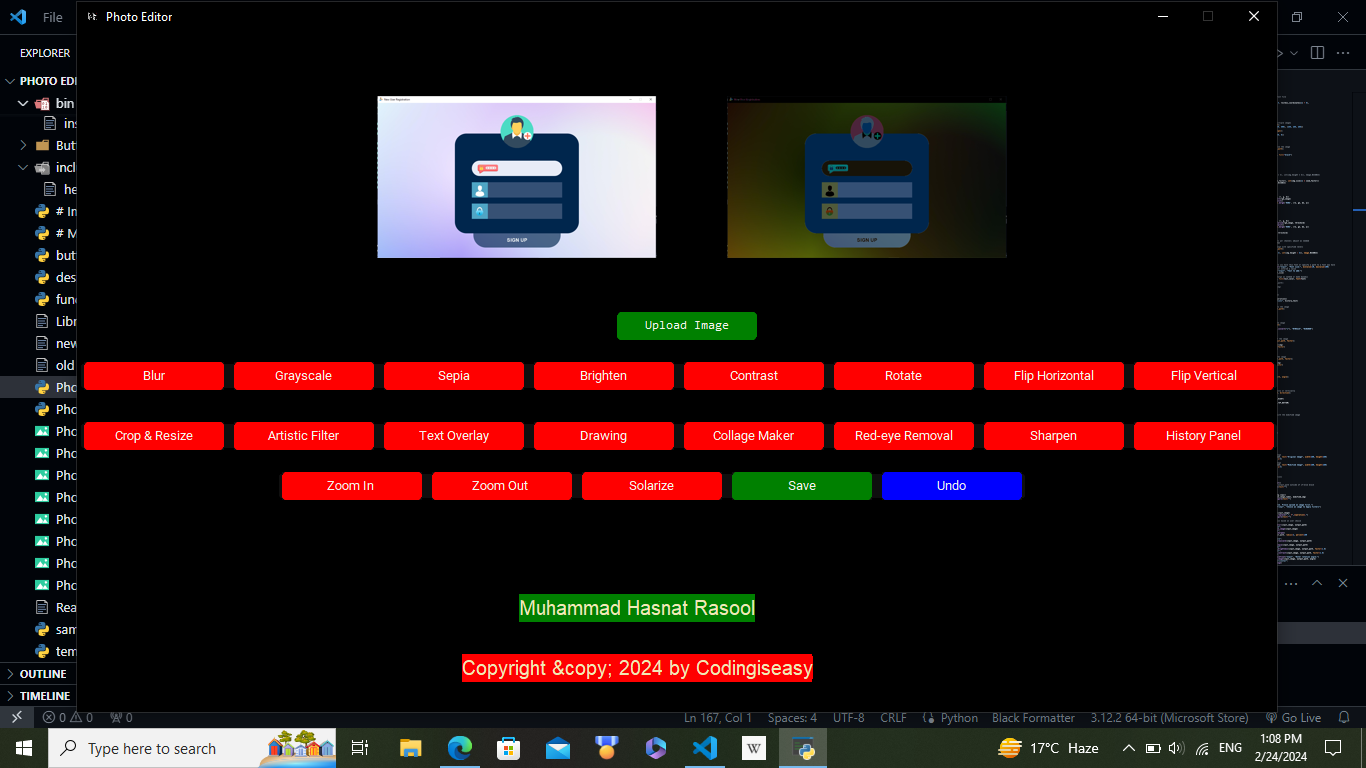 File
Photo Editor
EXPLORER
PHOTO EDI
bin
ins
Butt
incl
he
# In
# M
butt
des
fun
Libr
new
old
Pho
Pho
Pho
Pho
Pho
Pho
Pho
Pho
Pho
Pho
Rea
sam
tem
OUTLINE
TIMELINE
SIGN UP
SIGN UP
Upload Image
Blur Grayscale Sepia Brighten Contrast Rotate Flip Horizontal Flip Vertical
Crop & Resize Artistic Filter Text Overlay Drawing Collage Maker Red-eye Removal Sharpen History Panel
Zoom In Zoom Out Solarize Save Undo
Muhammad Hasnat Rasool
Copyright &copy; 2024 by Codingiseasy
0 0 0 Ln 167, Col 1 Spaces: 4 UTF-8 CRLF Python Black Formatter 3.12.2 64-bit (Microsoft Store) Go Live
Type here to search 17°C Haze ENG 1:08 PM
2/24/2024